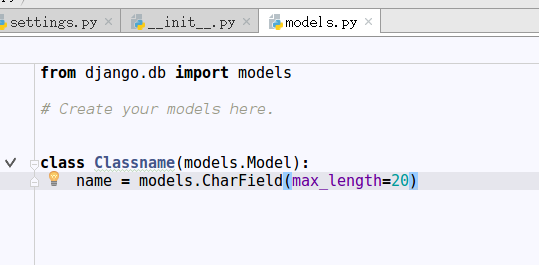 settings.py × __init__.py × models.py ×
from django.db import models
# Create your models here.
class Classname(models.Model):
name = models.CharField(max_length=20)